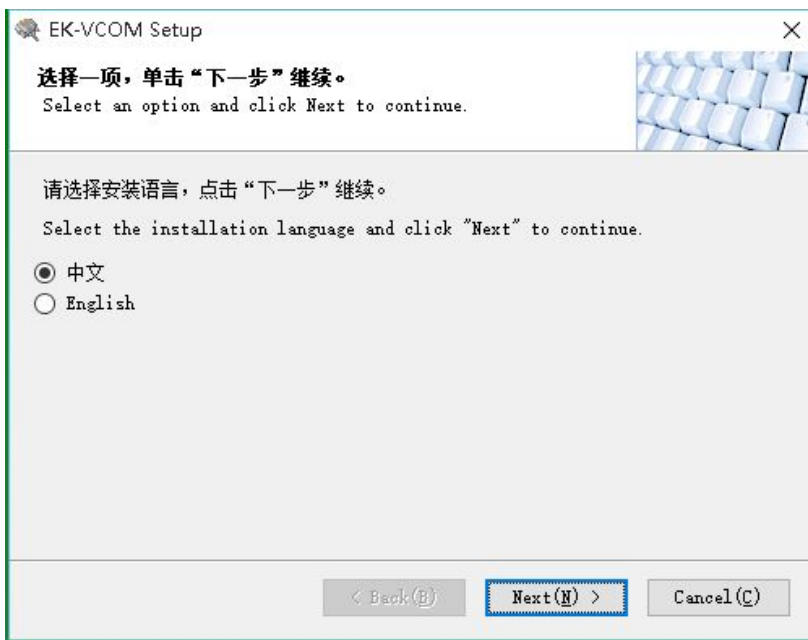 EK-VCOM Setup
选择一项，单击“下一步”继续。
Select an option and click Next to continue.
请选择安装语言，点击“下一步”继续。
Select the installation language and click "Next" to continue.
中文
English
< Back(B)
Next(N) >
Cancel(C)